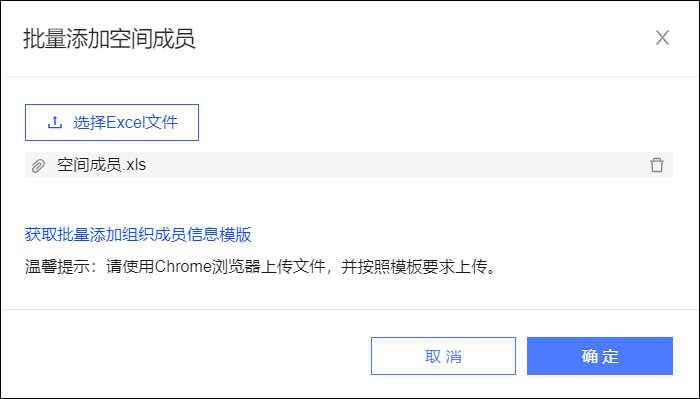 批量添加空间成员
选择Excel文件
空间成员.xls
获取批量添加组织成员信息模版
温馨提示：请使用Chrome浏览器上传文件，并按照模板要求上传。
取 消
确 定